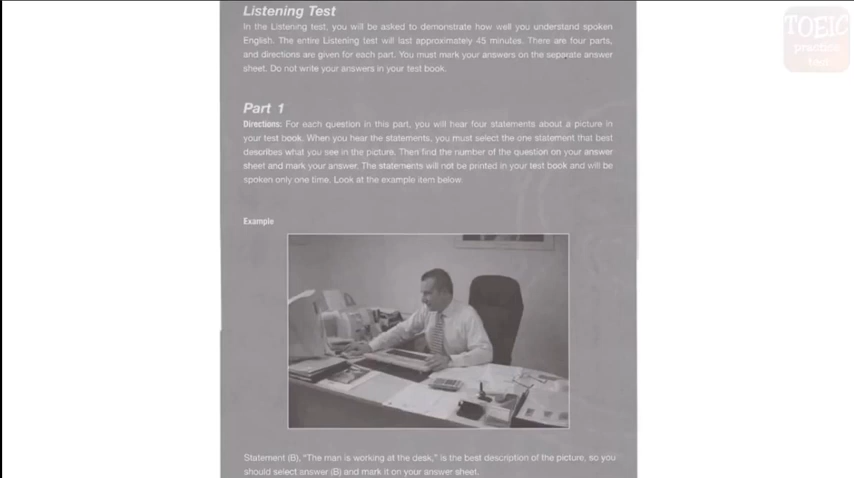 Listening Test
In the Listening test, you will be asked to demonstrate how well you understand spoken
English. The entire Listening test will last approximately 45 minutes. There are four parts,
and directions are given for each part. You must mark your answers on the separate answer
sheet. Do not write your answers in your test book.
Part 1
Directions: For each question in this part, you will hear four statements about a picture in
your test book. When you hear the statements, you must select the one statement that best
describes what you see in the picture. Then find the number of the question on your answer
sheet and mark your answer. The statements will not be printed in your test book and will be
spoken only one time. Look at the example item below.
Example
Statement (B), "The man is working at the desk," is the best description of the picture, so you
should select answer (B) and mark it on your answer sheet.
TOEIC
practice
test